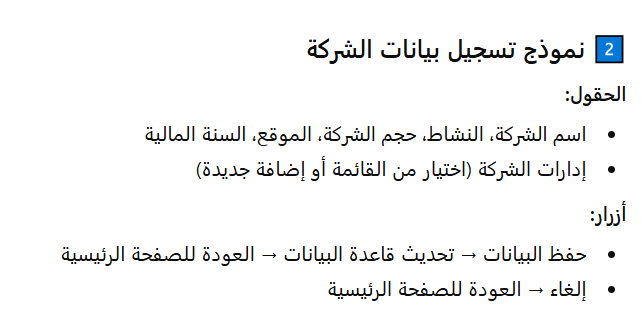 2 نموذج تسجيل بيانات الشركة
الحقول:
• اسم الشركة، النشاط، حجم الشركة، الموقع، السنة المالية
• إدارات الشركة (اختيار من القائمة أو إضافة جديدة)
أزرار:
• حفظ البيانات → تحديث قاعدة البيانات → العودة للصفحة الرئيسية
• إلغاء → العودة للصفحة الرئيسية